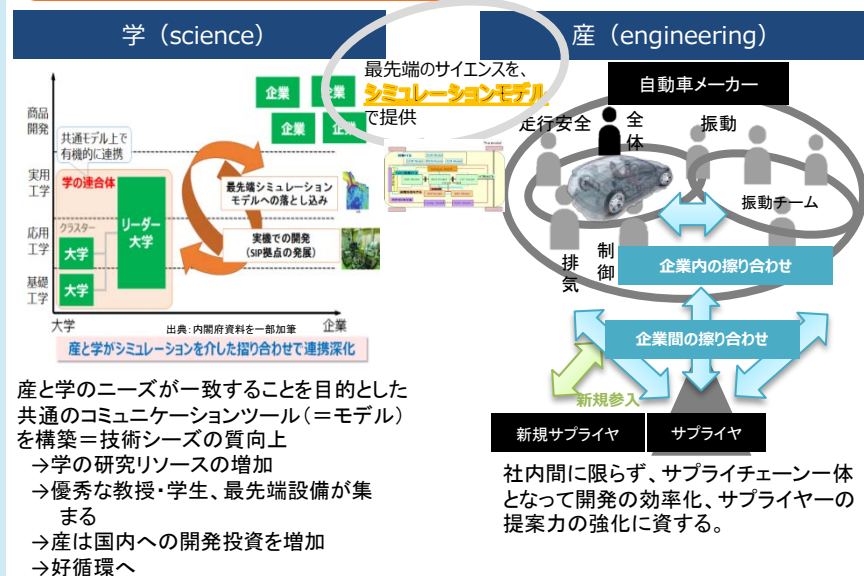 学（science）
産（engineering）
最先端のサイエンスを、
シミュレーションモデル
で提供
商品
開発
実用
工学
応用
工学
基礎
工学
共通モデル上で
有機的に連携
学の連合体
クラスター
大学
大学
リーダー
大学
企業
企業
企業
企業
最先端シミュレーション
モデルへの落とし込み
実機での開発
(SIP拠点の発展)
大学
出典：内閣府資料を一部加筆
企業
産と学がシミュレーションを介した摺り合わせで連携深化
産と学のニーズが一致することを目的とした
共通のコミュニケーションツール（＝モデル）
を構築＝技術シーズの質向上
→学の研究リソースの増加
→優秀な教授・学生、最先端設備が集
まる
→産は国内への開発投資を増加
→好循環へ
自動車メーカー
走行安全
全体
振動
振動チーム
排気
制御
企業内の擦り合わせ
企業間の擦り合わせ
新規参入
新規サプライヤ
サプライヤ
社内間に限らず、サプライチェーン一体
となって開発の効率化、サプライヤーの
提案力の強化に資する。